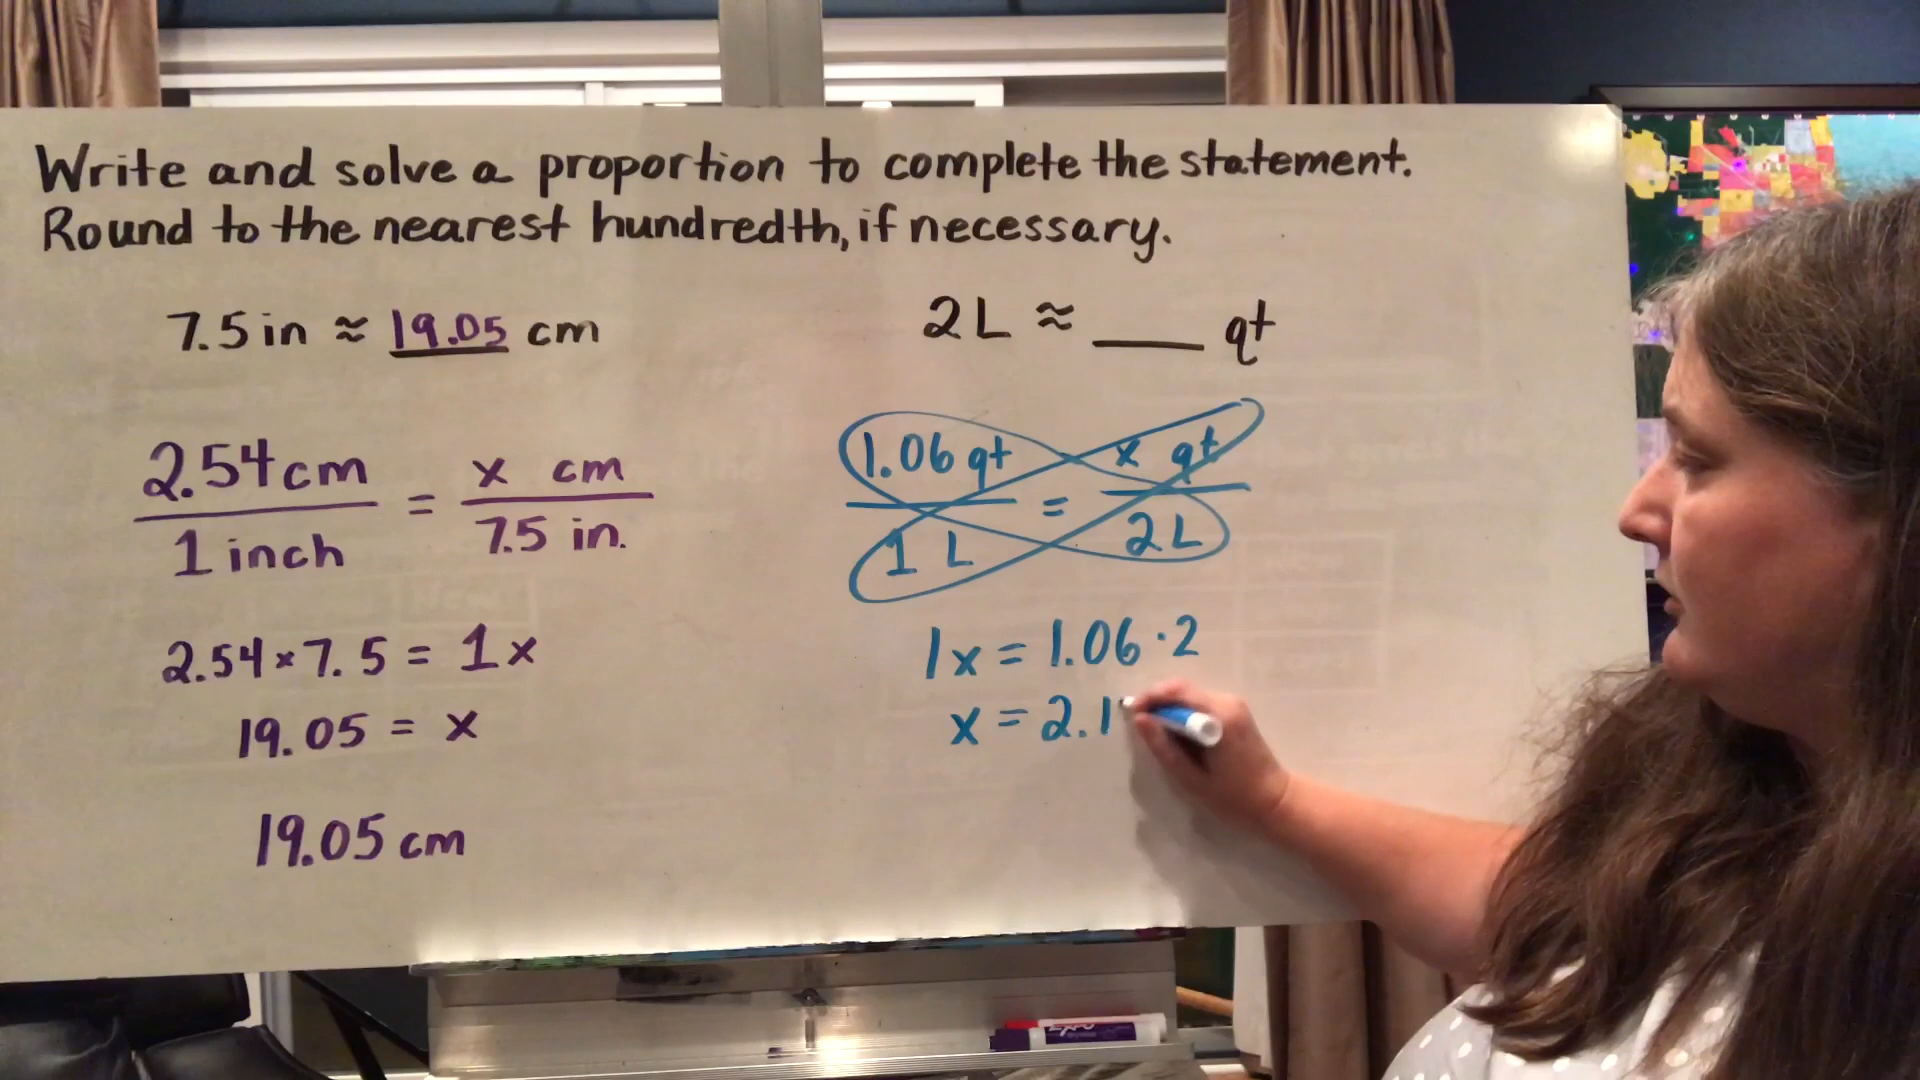 Write and solve a proportion to complete the statement.
Round to the nearest hundredth, if necessary.
7.5 in ≈ 19.05 cm
2.54 cm / 1 inch = x cm / 7.5 in.
2.54 × 7.5 = 1x
19.05 = x
19.05 cm
2 L ≈ ___ qt
1.06 qt / 1 L = x qt / 2 L
1x = 1.06 · 2
x = 2.1
EXPO